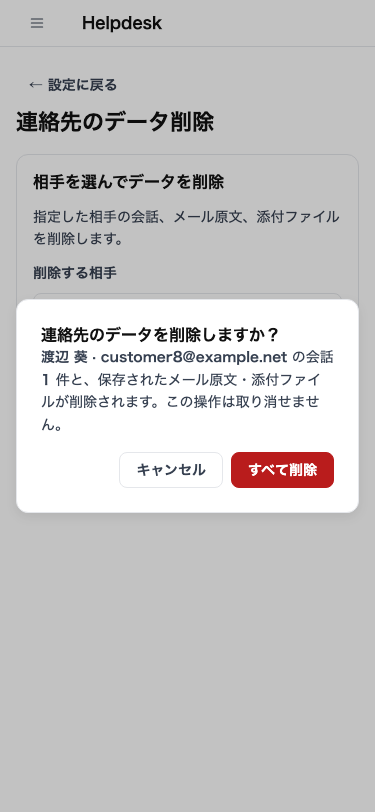 Helpdesk
← 設定に戻る
連絡先のデータ削除
相手を選んでデータを削除
指定した相手の会話、メール原文、添付ファイル
を削除します。
削除する相手
連絡先のデータを削除しますか？
渡辺 葵 · customer8@example.net の会話
1 件と、保存されたメール原文・添付ファイ
ルが削除されます。この操作は取り消せませ
ん。
キャンセル
すべて削除